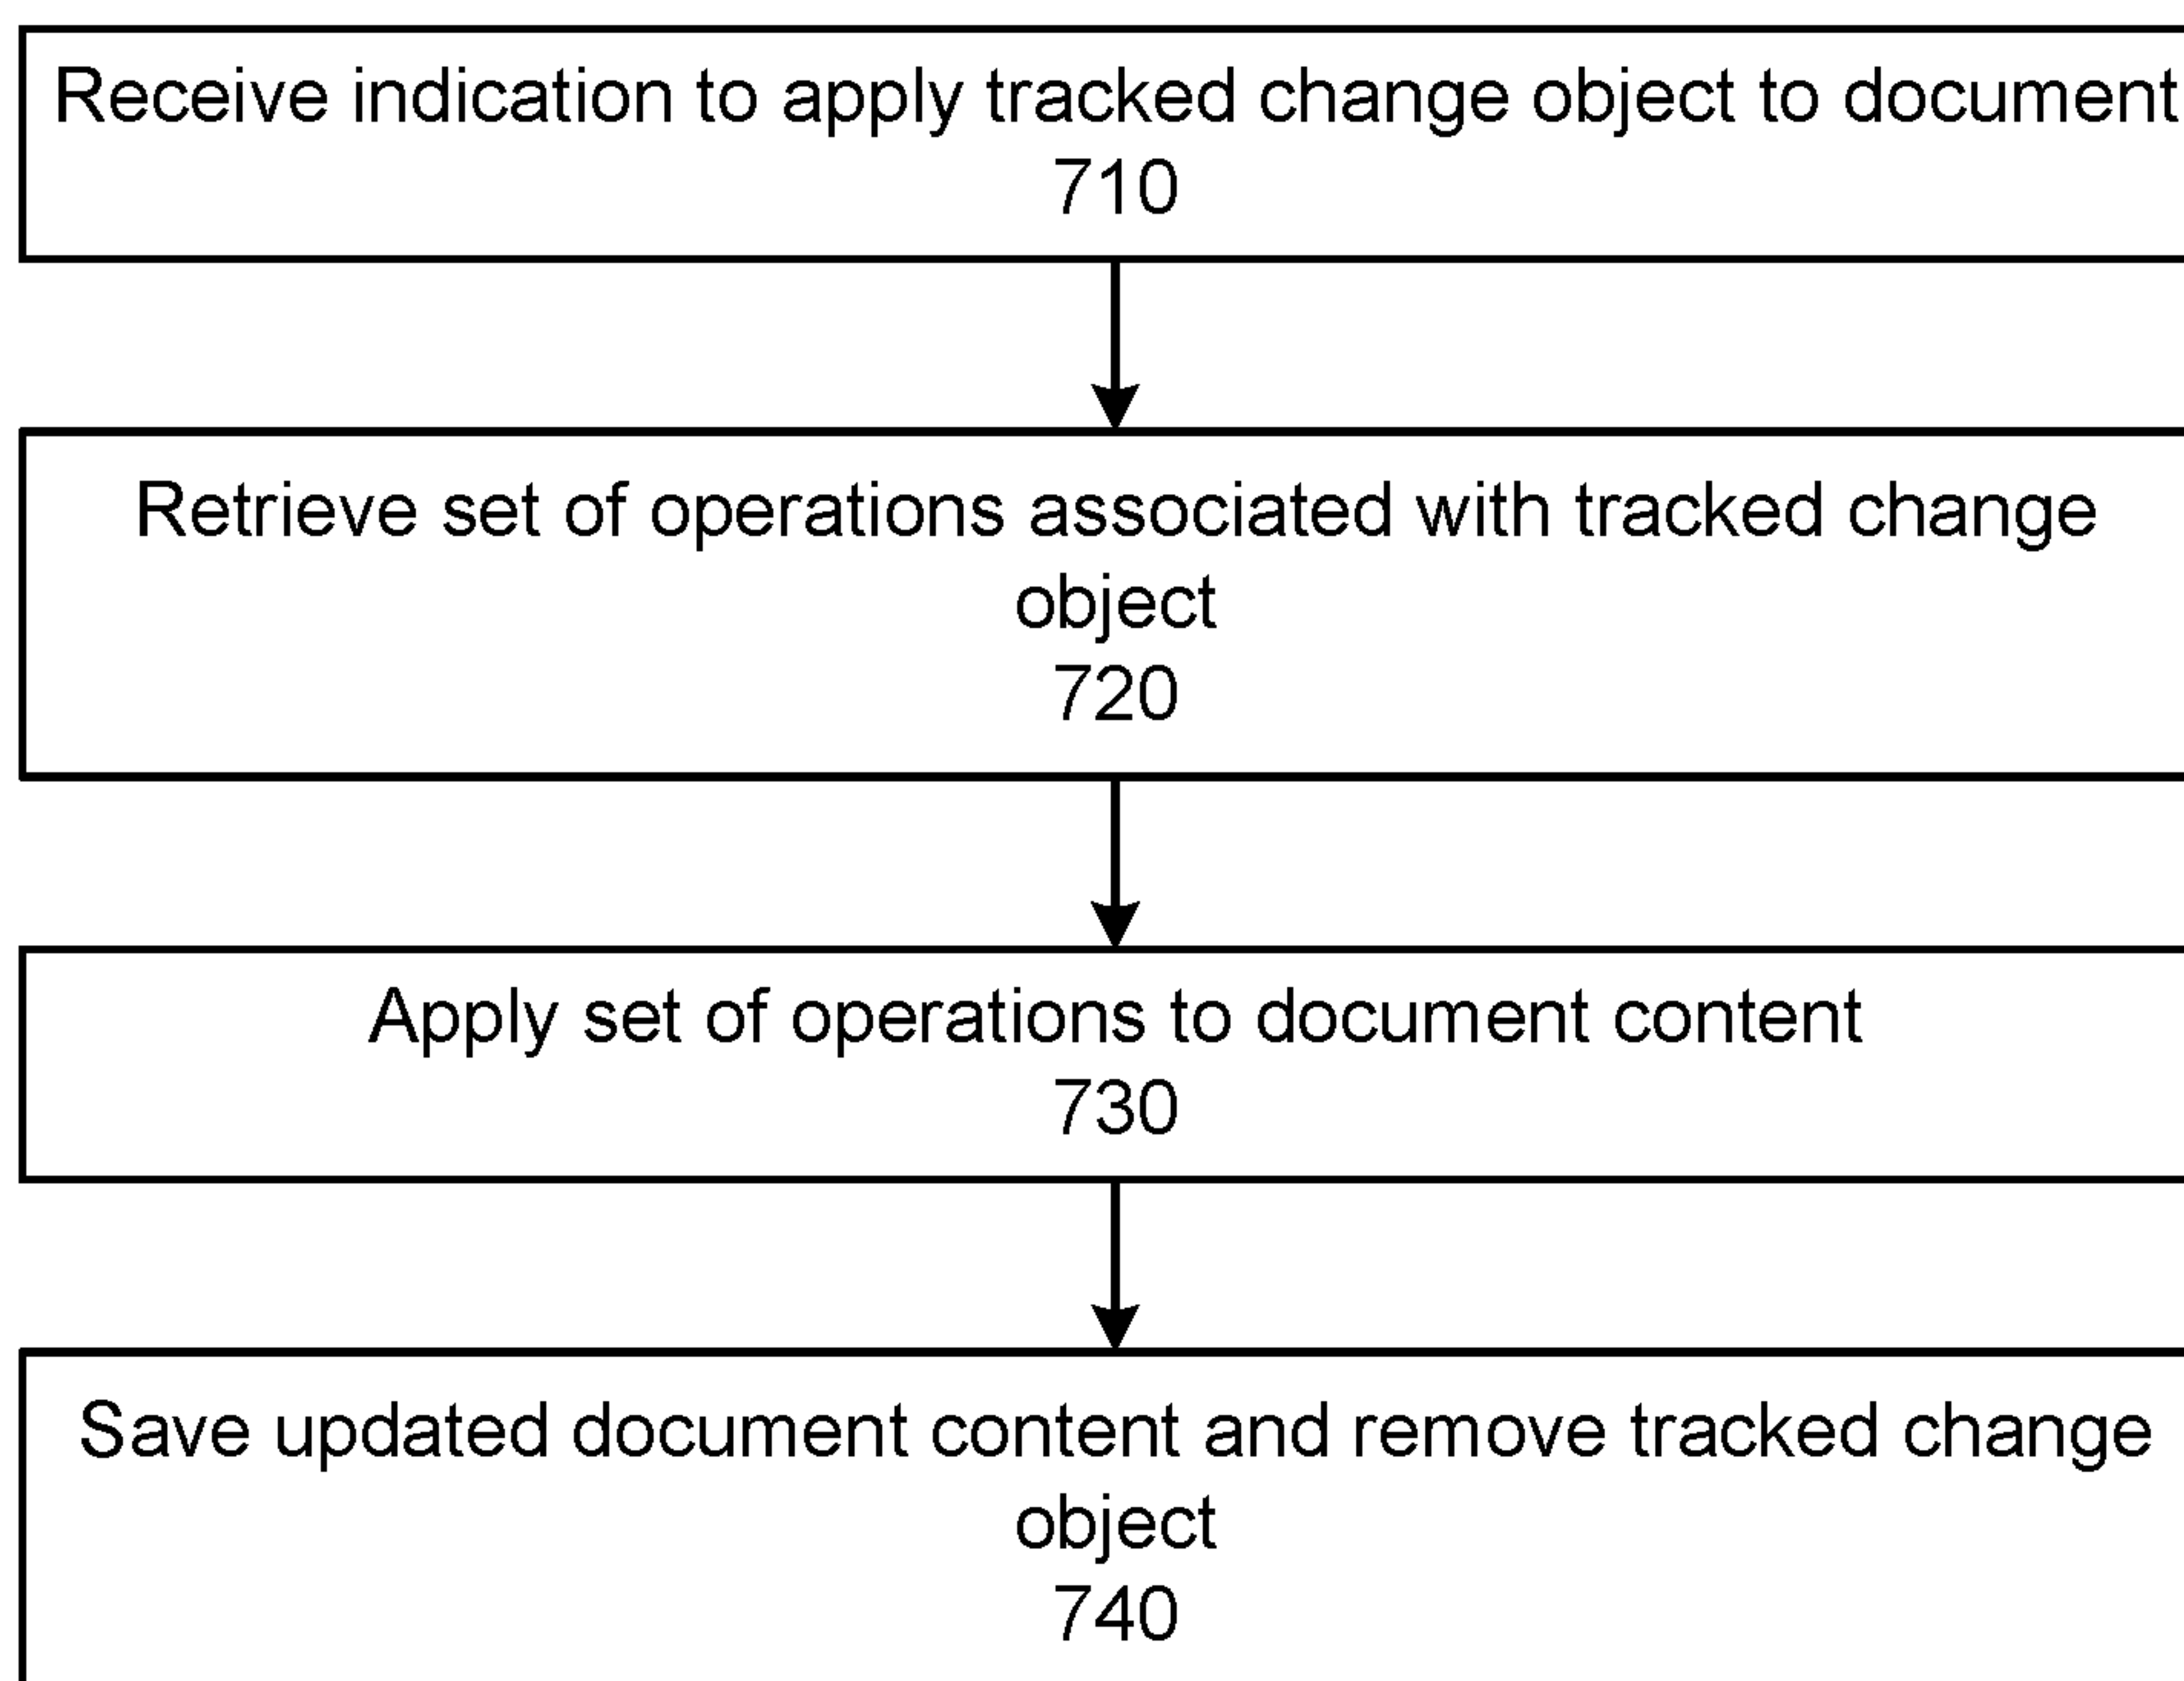 Receive indication to apply tracked change object to document
710
Retrieve set of operations associated with tracked change
object
720
Apply set of operations to document content
730
Save updated document content and remove tracked change
object
740